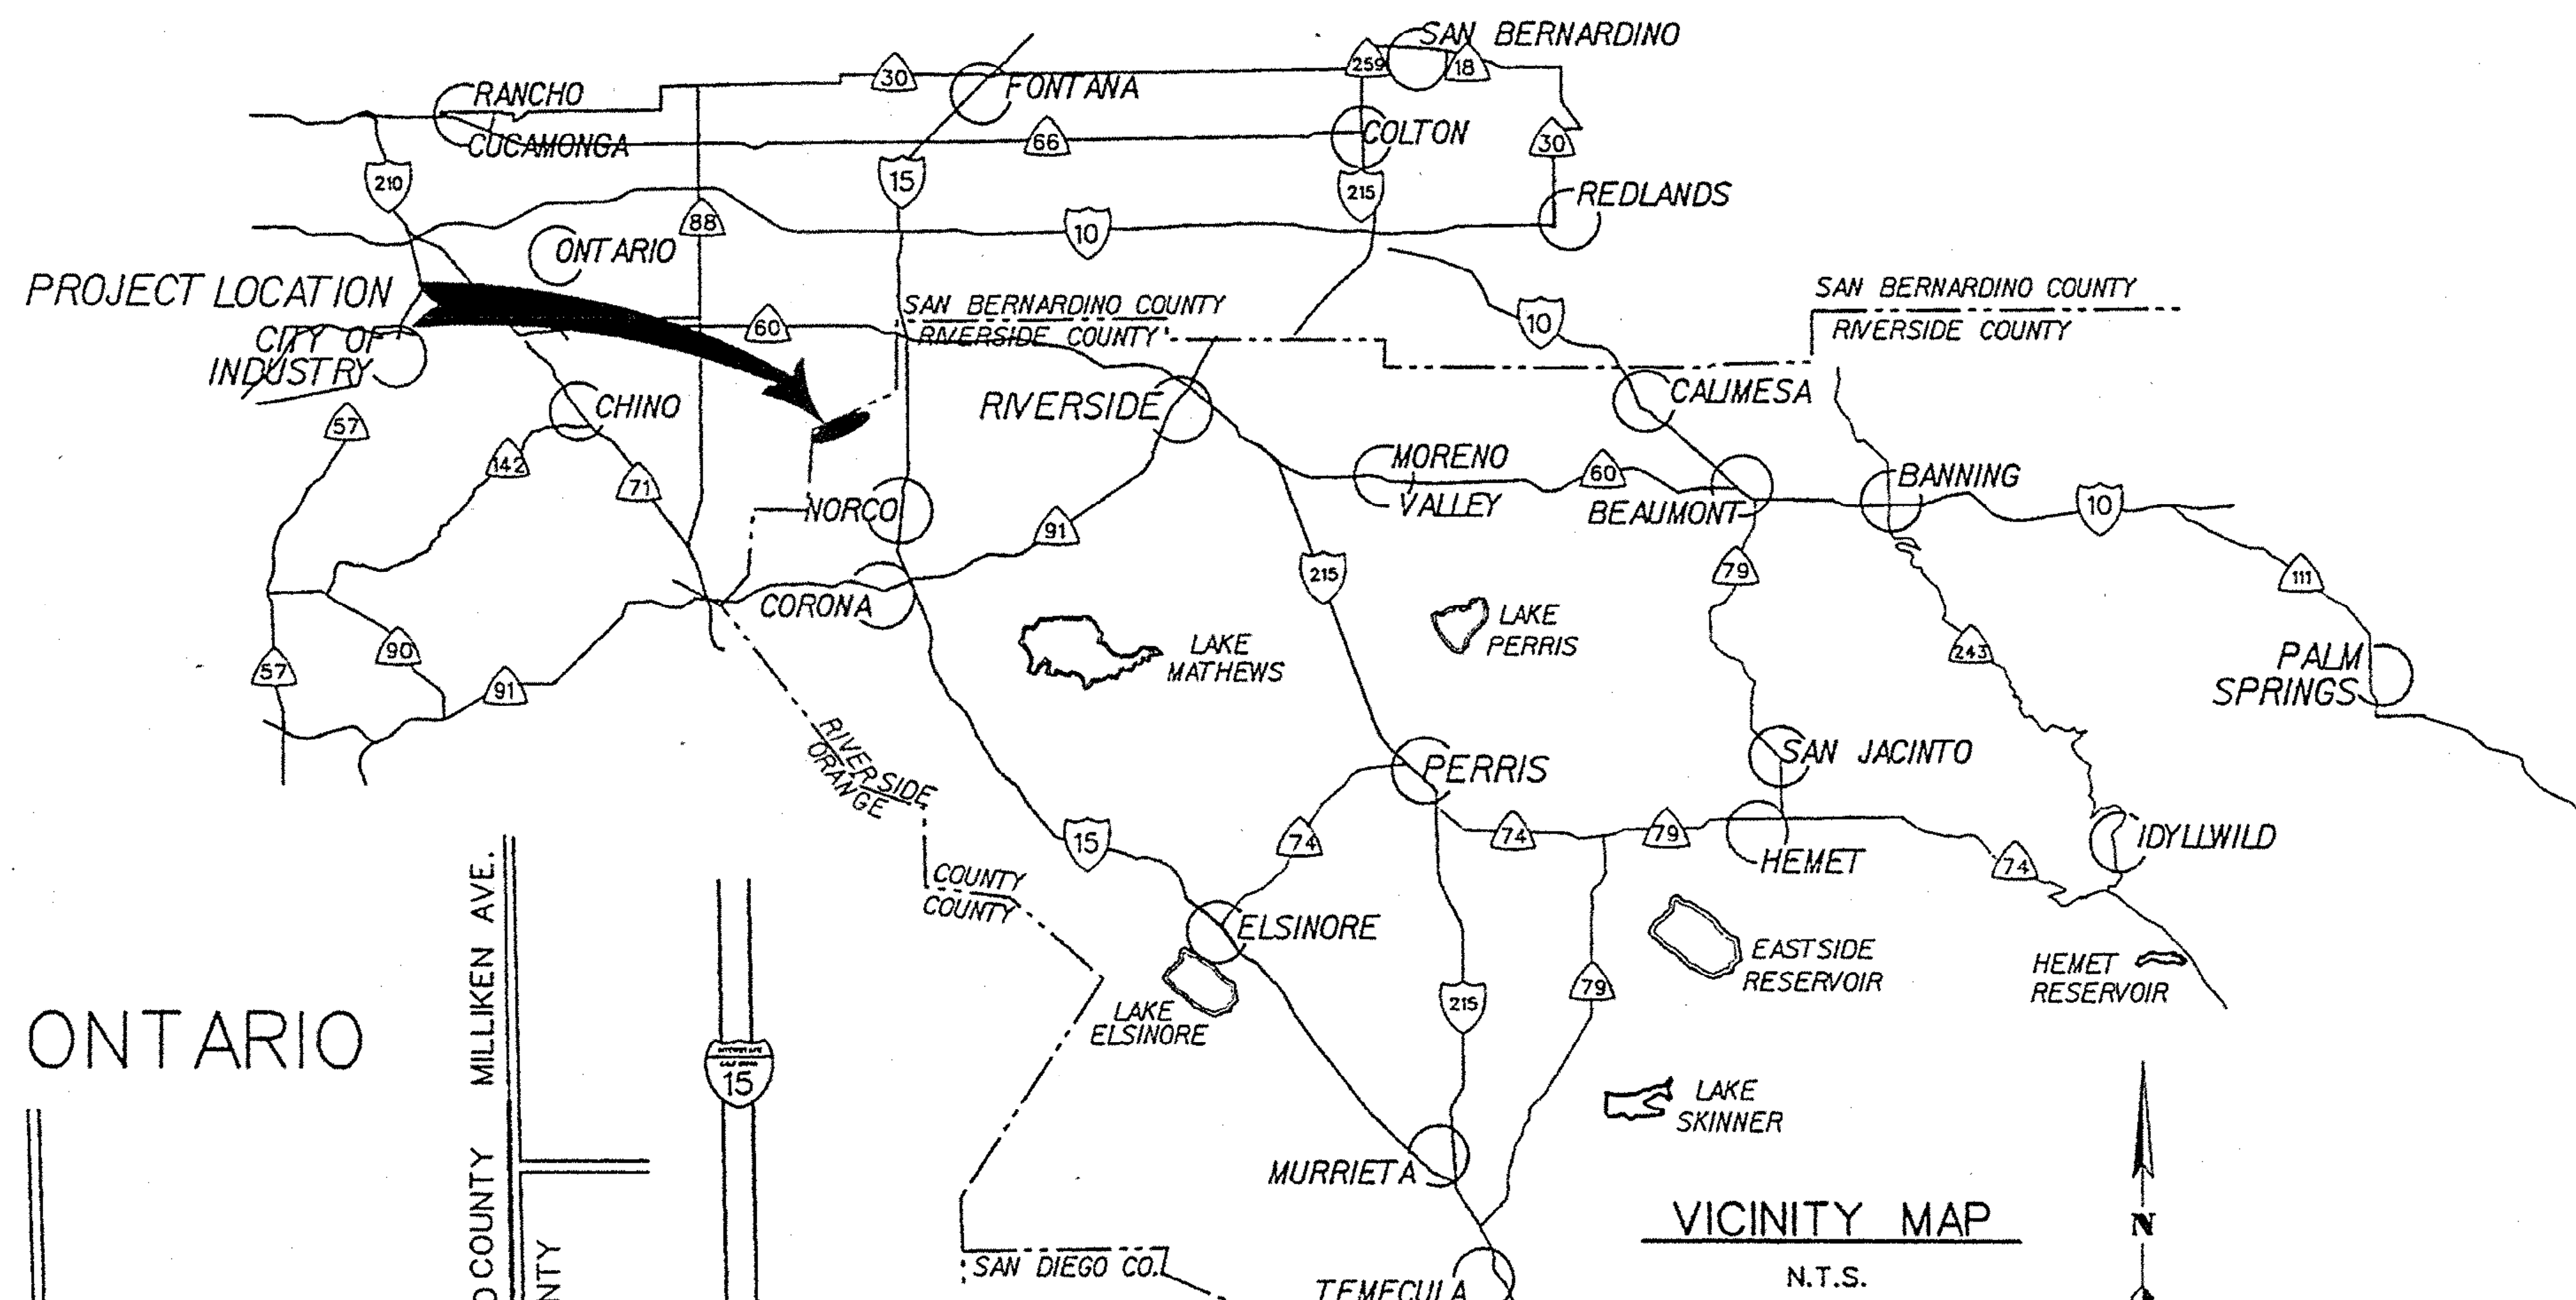 SAN BERNARDINO
259
18
30
FONTANA
RANCHO
CUCAMONGA
66
COLTON
30
210
15
215
REDLANDS
88
10
ONTARIO
PROJECT LOCATION
SAN BERNARDINO COUNTY
RIVERSIDE COUNTY
SAN BERNARDINO COUNTY
RIVERSIDE COUNTY
60
10
CITY OF
INDUSTRY
CHINO
RIVERSIDE
CALIMESA
57
142
71
MORENO
VALLEY
60
BEAUMONT
BANNING
10
NORCO
91
215
79
111
CORONA
LAKE
MATHEWS
LAKE
PERRIS
90
57
91
243
PALM
SPRINGS
RIVERSIDE
ORANGE
PERRIS
SAN JACINTO
15
74
74
79
HEMET
74
IDYLLWILD
COUNTY
COUNTY
ELSINORE
LAKE
ELSINORE
215
79
EASTSIDE
RESERVOIR
HEMET
RESERVOIR
ONTARIO
MILLIKEN AVE.
15
LAKE
SKINNER
COUNTY
MURRIETA
VICINITY MAP
N
N.T.S.
SAN DIEGO CO.
TEMECULA